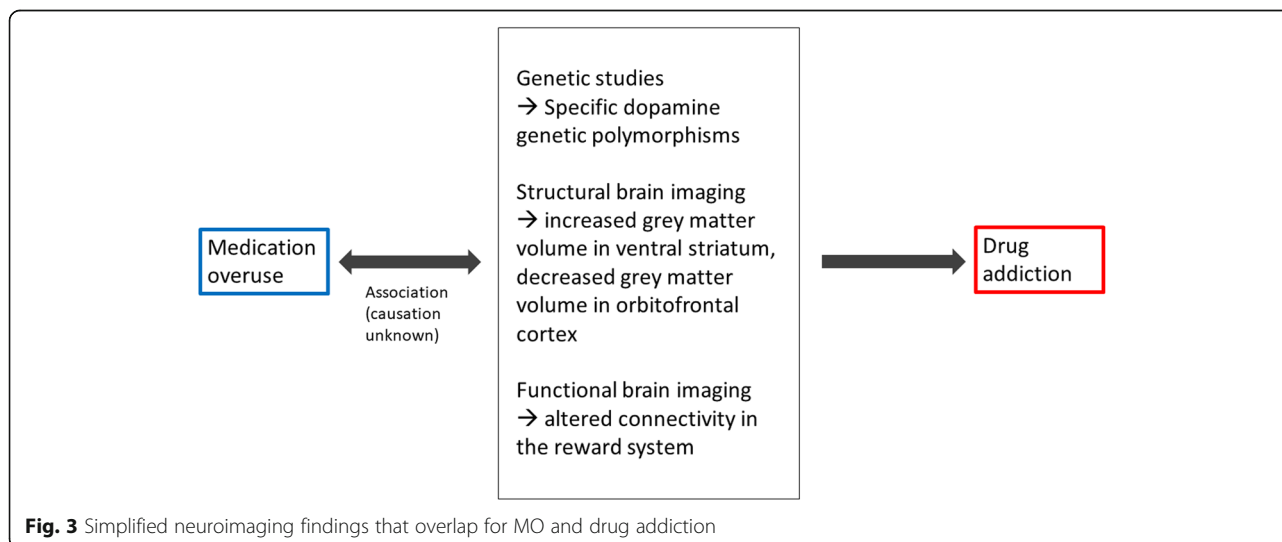 Medication
overuse
Association
(causation
unknown)
Genetic studies
→ Specific dopamine
genetic polymorphisms
Structural brain imaging
→ increased grey matter
volume in ventral striatum,
decreased grey matter
volume in orbitofrontal
cortex
Functional brain imaging
→ altered connectivity in
the reward system
Drug
addiction
Fig. 3 Simplified neuroimaging findings that overlap for MO and drug addiction